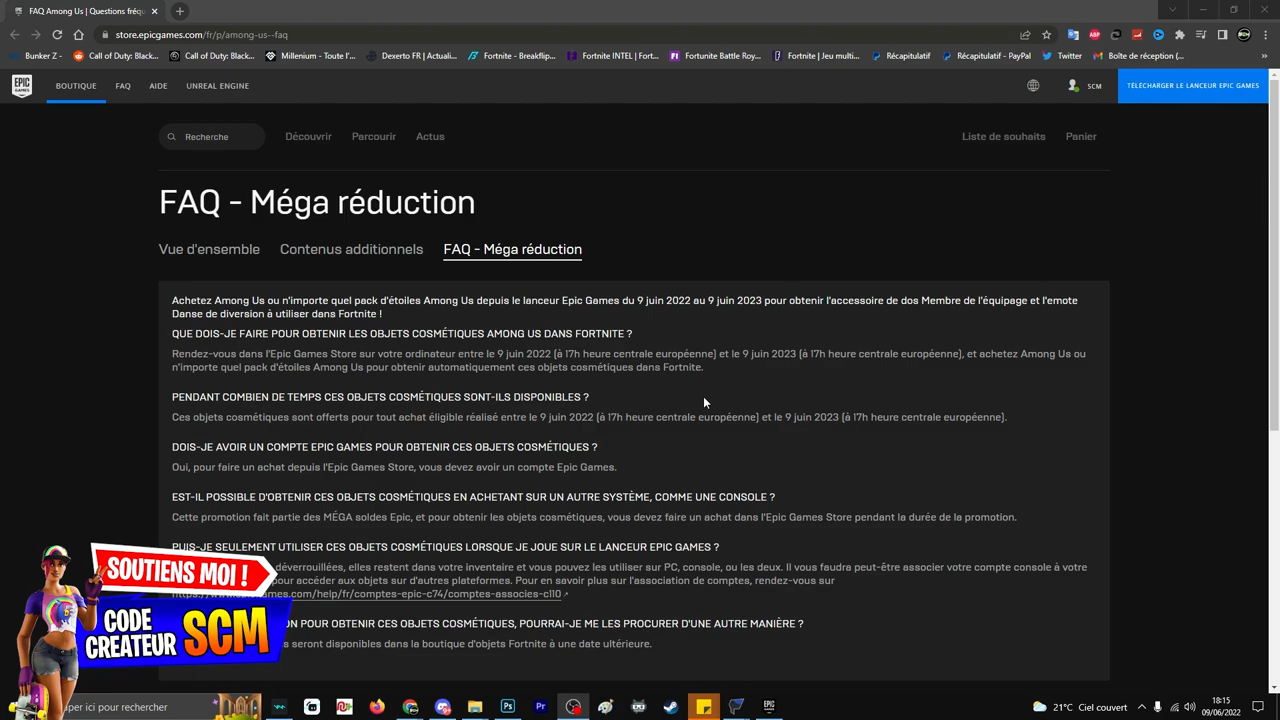 FAQ Among Us | Questions fréqu
store.epicgames.com/fr/p/among-us--faq
Bunker Z -
Call of Duty: Black...
Call of Duty: Black...
Millenium - Toute l'...
Dexerto FR | Actuali...
Fortnite - Breakflip...
Fortnite INTEL | Fort...
Fortunite Battle Roy...
Fortnite | Jeu multi...
Récapitulatif
Récapitulatif - PayPal
Twitter
Boîte de réception (...
EPIC GAMES
BOUTIQUE
FAQ
AIDE
UNREAL ENGINE
SCM
TÉLÉCHARGER LE LANCEUR EPIC GAMES
Recherche
Découvrir
Parcourir
Actus
Liste de souhaits
Panier
FAQ - Méga réduction
Vue d'ensemble
Contenus additionnels
FAQ - Méga réduction
Achetez Among Us ou n'importe quel pack d'étoiles Among Us depuis le lanceur Epic Games du 9 juin 2022 au 9 juin 2023 pour obtenir l'accessoire de dos Membre de l'équipage et l'emote
Danse de diversion à utiliser dans Fortnite !
QUE DOIS-JE FAIRE POUR OBTENIR LES OBJETS COSMÉTIQUES AMONG US DANS FORTNITE ?
Rendez-vous dans l'Epic Games Store sur votre ordinateur entre le 9 juin 2022 (à 17h heure centrale européenne) et le 9 juin 2023 (à 17h heure centrale européenne), et achetez Among Us ou
n'importe quel pack d'étoiles Among Us pour obtenir automatiquement ces objets cosmétiques dans Fortnite.
PENDANT COMBIEN DE TEMPS CES OBJETS COSMÉTIQUES SONT-ILS DISPONIBLES ?
Ces objets cosmétiques sont offerts pour tout achat éligible réalisé entre le 9 juin 2022 (à 17h heure centrale européenne) et le 9 juin 2023 (à 17h heure centrale européenne).
DOIS-JE AVOIR UN COMPTE EPIC GAMES POUR OBTENIR CES OBJETS COSMÉTIQUES ?
Oui, pour faire un achat depuis l'Epic Games Store, vous devez avoir un compte Epic Games.
EST-IL POSSIBLE D'OBTENIR CES OBJETS COSMÉTIQUES EN ACHETANT SUR UN AUTRE SYSTÈME, COMME UNE CONSOLE ?
Cette promotion fait partie des MÉGA soldes Epic, et pour obtenir les objets cosmétiques, vous devez faire un achat dans l'Epic Games Store pendant la durée de la promotion.
PUIS-JE SEULEMENT UTILISER CES OBJETS COSMÉTIQUES LORSQUE JE JOUE SUR LE LANCEUR EPIC GAMES ?
déverrouillées, elles restent dans votre inventaire et vous pouvez les utiliser sur PC, console, ou les deux. Il vous faudra peut-être associer votre compte console à votre
pour accéder aux objets sur d'autres plateformes. Pour en savoir plus sur l'association de comptes, rendez-vous sur
games.com/help/fr/comptes-epic-c74/comptes-associes-c110
ON POUR OBTENIR CES OBJETS COSMÉTIQUES, POURRAI-JE ME LES PROCURER D'UNE AUTRE MANIÈRE ?
s seront disponibles dans la boutique d'objets Fortnite à une date ultérieure.
SOUTIENS MOI !
CODE
CREATEUR SCM
per ici pour rechercher
21°C Ciel couvert
18:15
09/06/2022